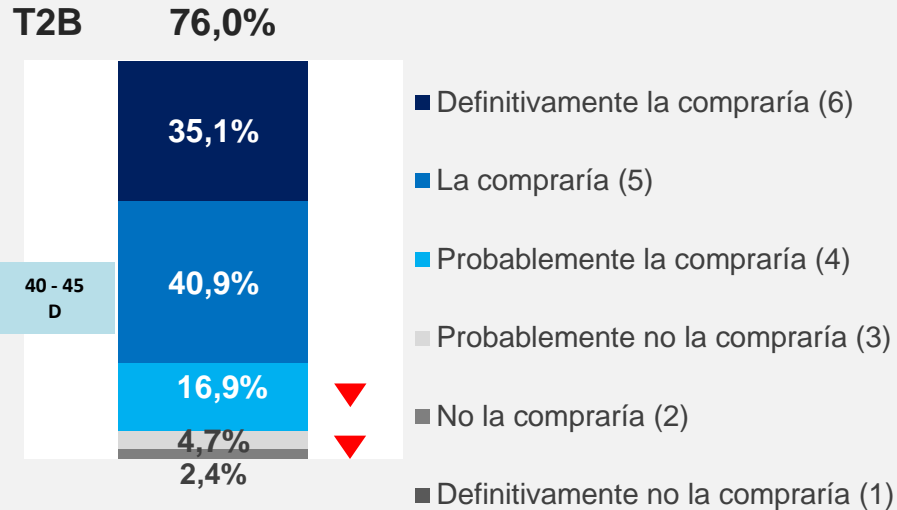 T2B 76,0%
35,1%
40,9%
16,9%
4,7%
2,4%
40 - 45
D
Definitivamente la compraría (6)
La compraría (5)
Probablemente la compraría (4)
Probablemente no la compraría (3)
No la compraría (2)
Definitivamente no la compraría (1)